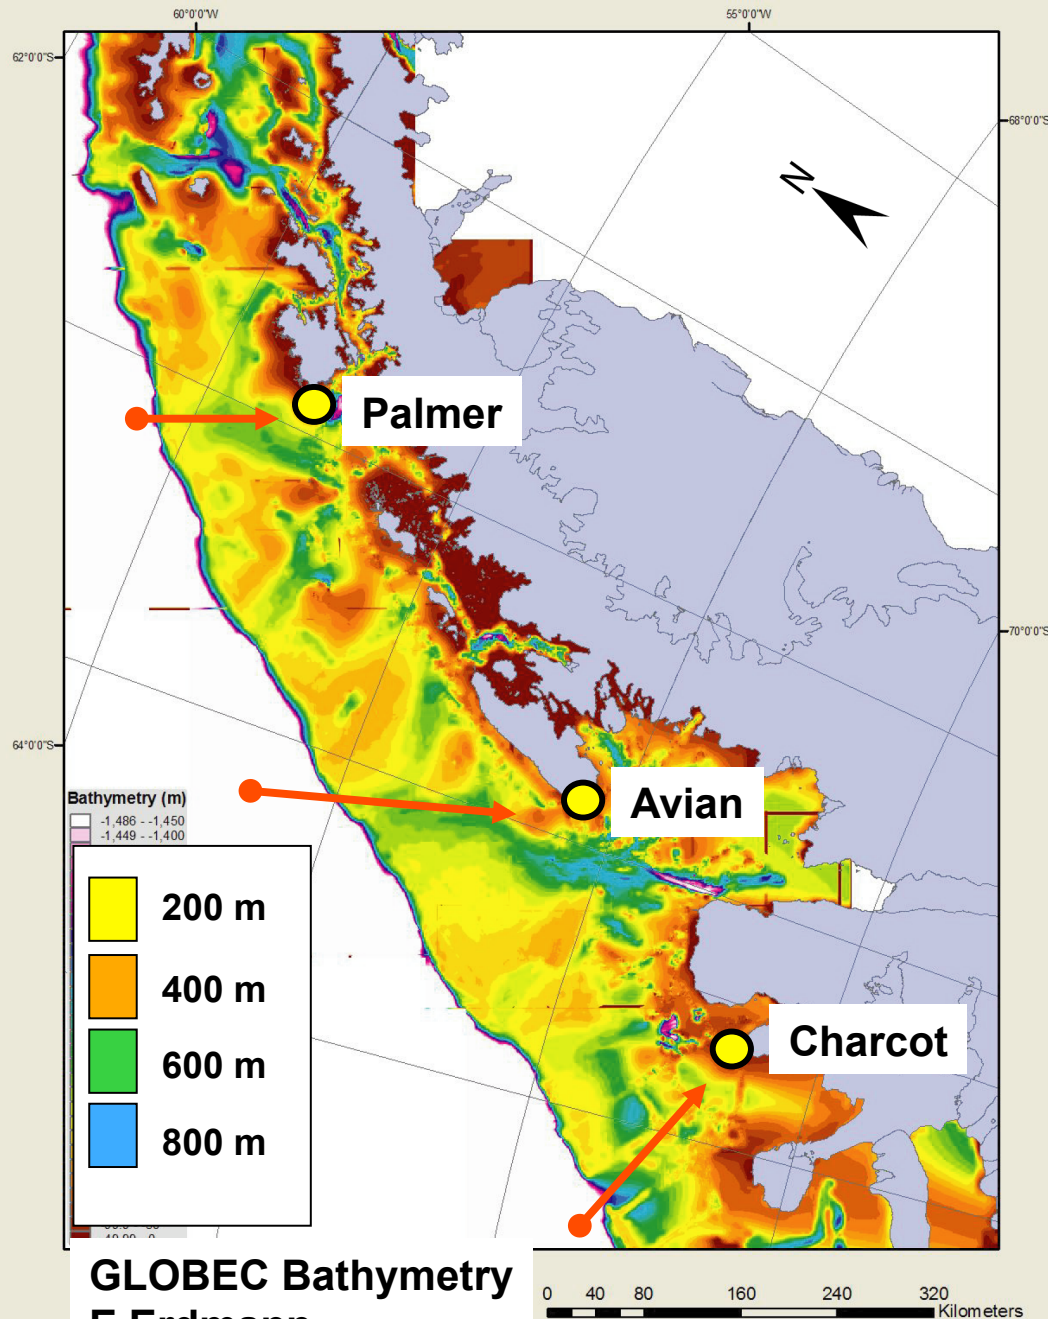 60°0'0"W
55°0'0"W
62°0'0"S
68°0'0"S
N
Palmer
70°0'0"S
64°0'0"S
Bathymetry (m)
-1,486 - -1,450
-1,449 - -1,400
Avian
200 m
400 m
600 m
800 m
Charcot
GLOBEC Bathymetry
E Erdmann
0 40 80 160 240 320
Kilometers